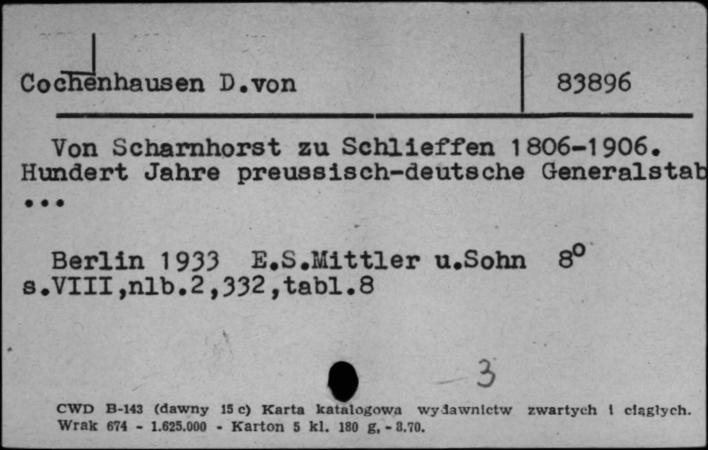 Cochenhausen D.von 83896
Von Scharnhorst zu Schlieffen 1806-1906.
Hundert Jahre preussisch-deutsche Generalstab
...
Berlin 1933 E.S.Mittler u.Sohn 8°
s.VIII,nlb.2,332,tabl.8
3
CWD B-143 (dawny 15 c) Karta katalogowa wydawnictw zwartych i ciągłych.
Wrak 674 - 1.625.000 - Karton 5 kl. 180 g, - 3.70.